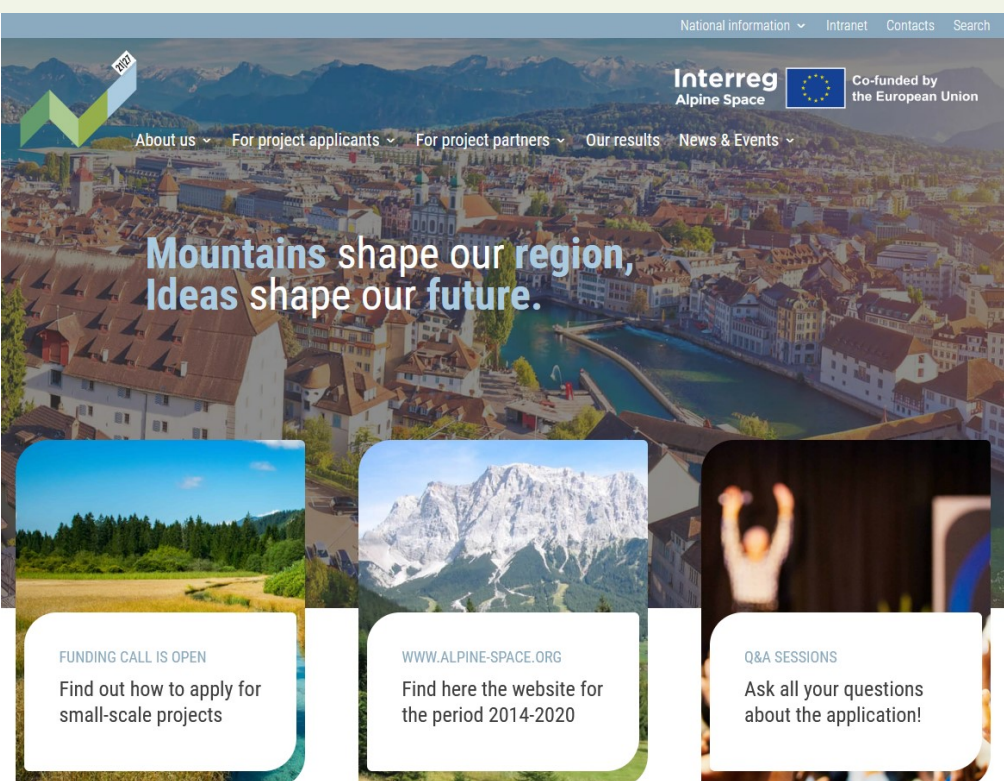 National information Intranet Contacts Search
21|27
Interreg
Alpine Space
Co-funded by
the European Union
About us For project applicants For project partners Our results News & Events
Mountains shape our region,
Ideas shape our future.
FUNDING CALL IS OPEN
Find out how to apply for
small-scale projects
WWW.ALPINE-SPACE.ORG
Find here the website for
the period 2014-2020
Q&A SESSIONS
Ask all your questions
about the application!